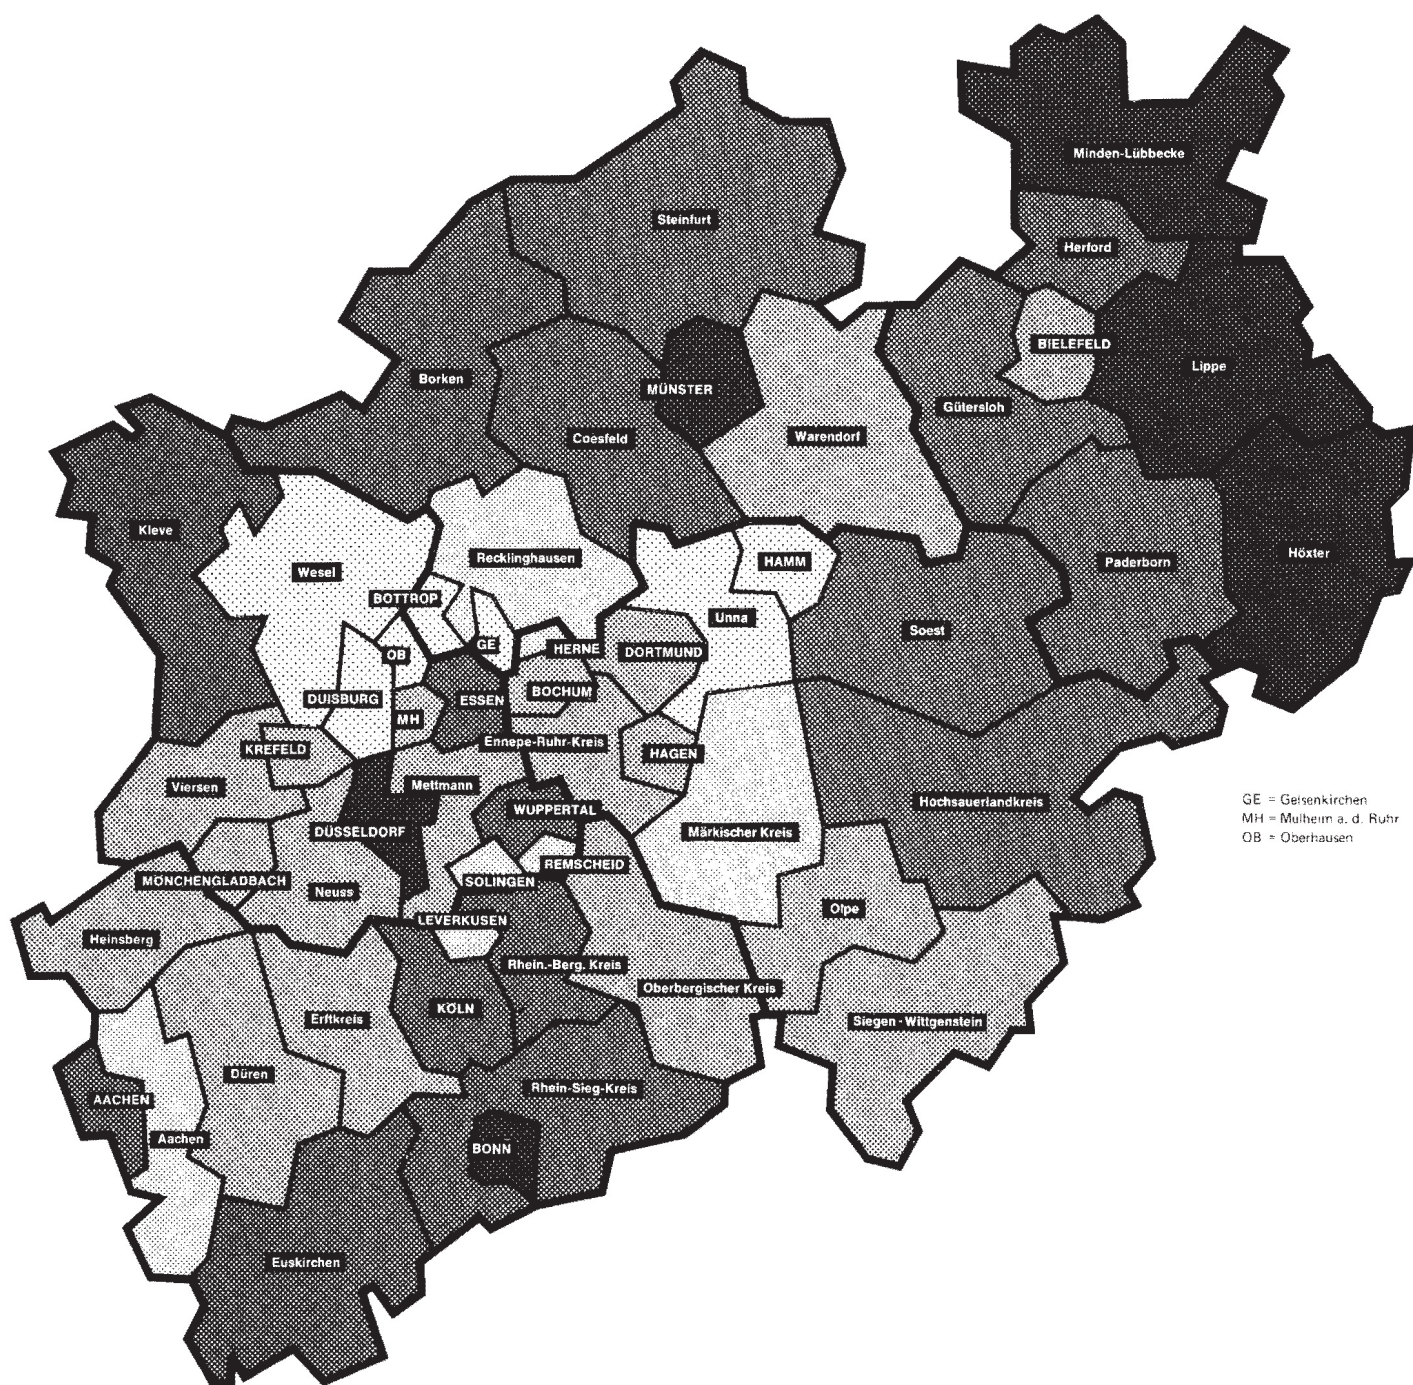 Minden-Lübbecke
Steinfurt
Herford
BIELEFELD
Lippe
Borken
MÜNSTER
Gütersloh
Coesfeld
Warendorf
Kleve
Recklinghausen
HAMM
Paderborn
Höxter
Wesel
BOTTROP
Unna
Soest
GE
HERNE
DORTMUND
OB
DUISBURG
ESSEN
BOCHUM
MH
KREFELD
Ennepe-Ruhr-Kreis
HAGEN
Viersen
Mettmann
WUPPERTAL
Hochsauerlandkreis
GE = Gelsenkirchen
MH = Mülheim a. d. Ruhr
OB = Oberhausen
DÜSSELDORF
Märkischer Kreis
REMSCHEID
MÖNCHENGLADBACH
SOLINGEN
Neuss
Olpe
LEVERKUSEN
Heinsberg
Rhein.-Berg. Kreis
Oberbergischer Kreis
KÖLN
Erftkreis
Siegen-Wittgenstein
Düren
Rhein-Sieg-Kreis
AACHEN
Aachen
BONN
Euskirchen